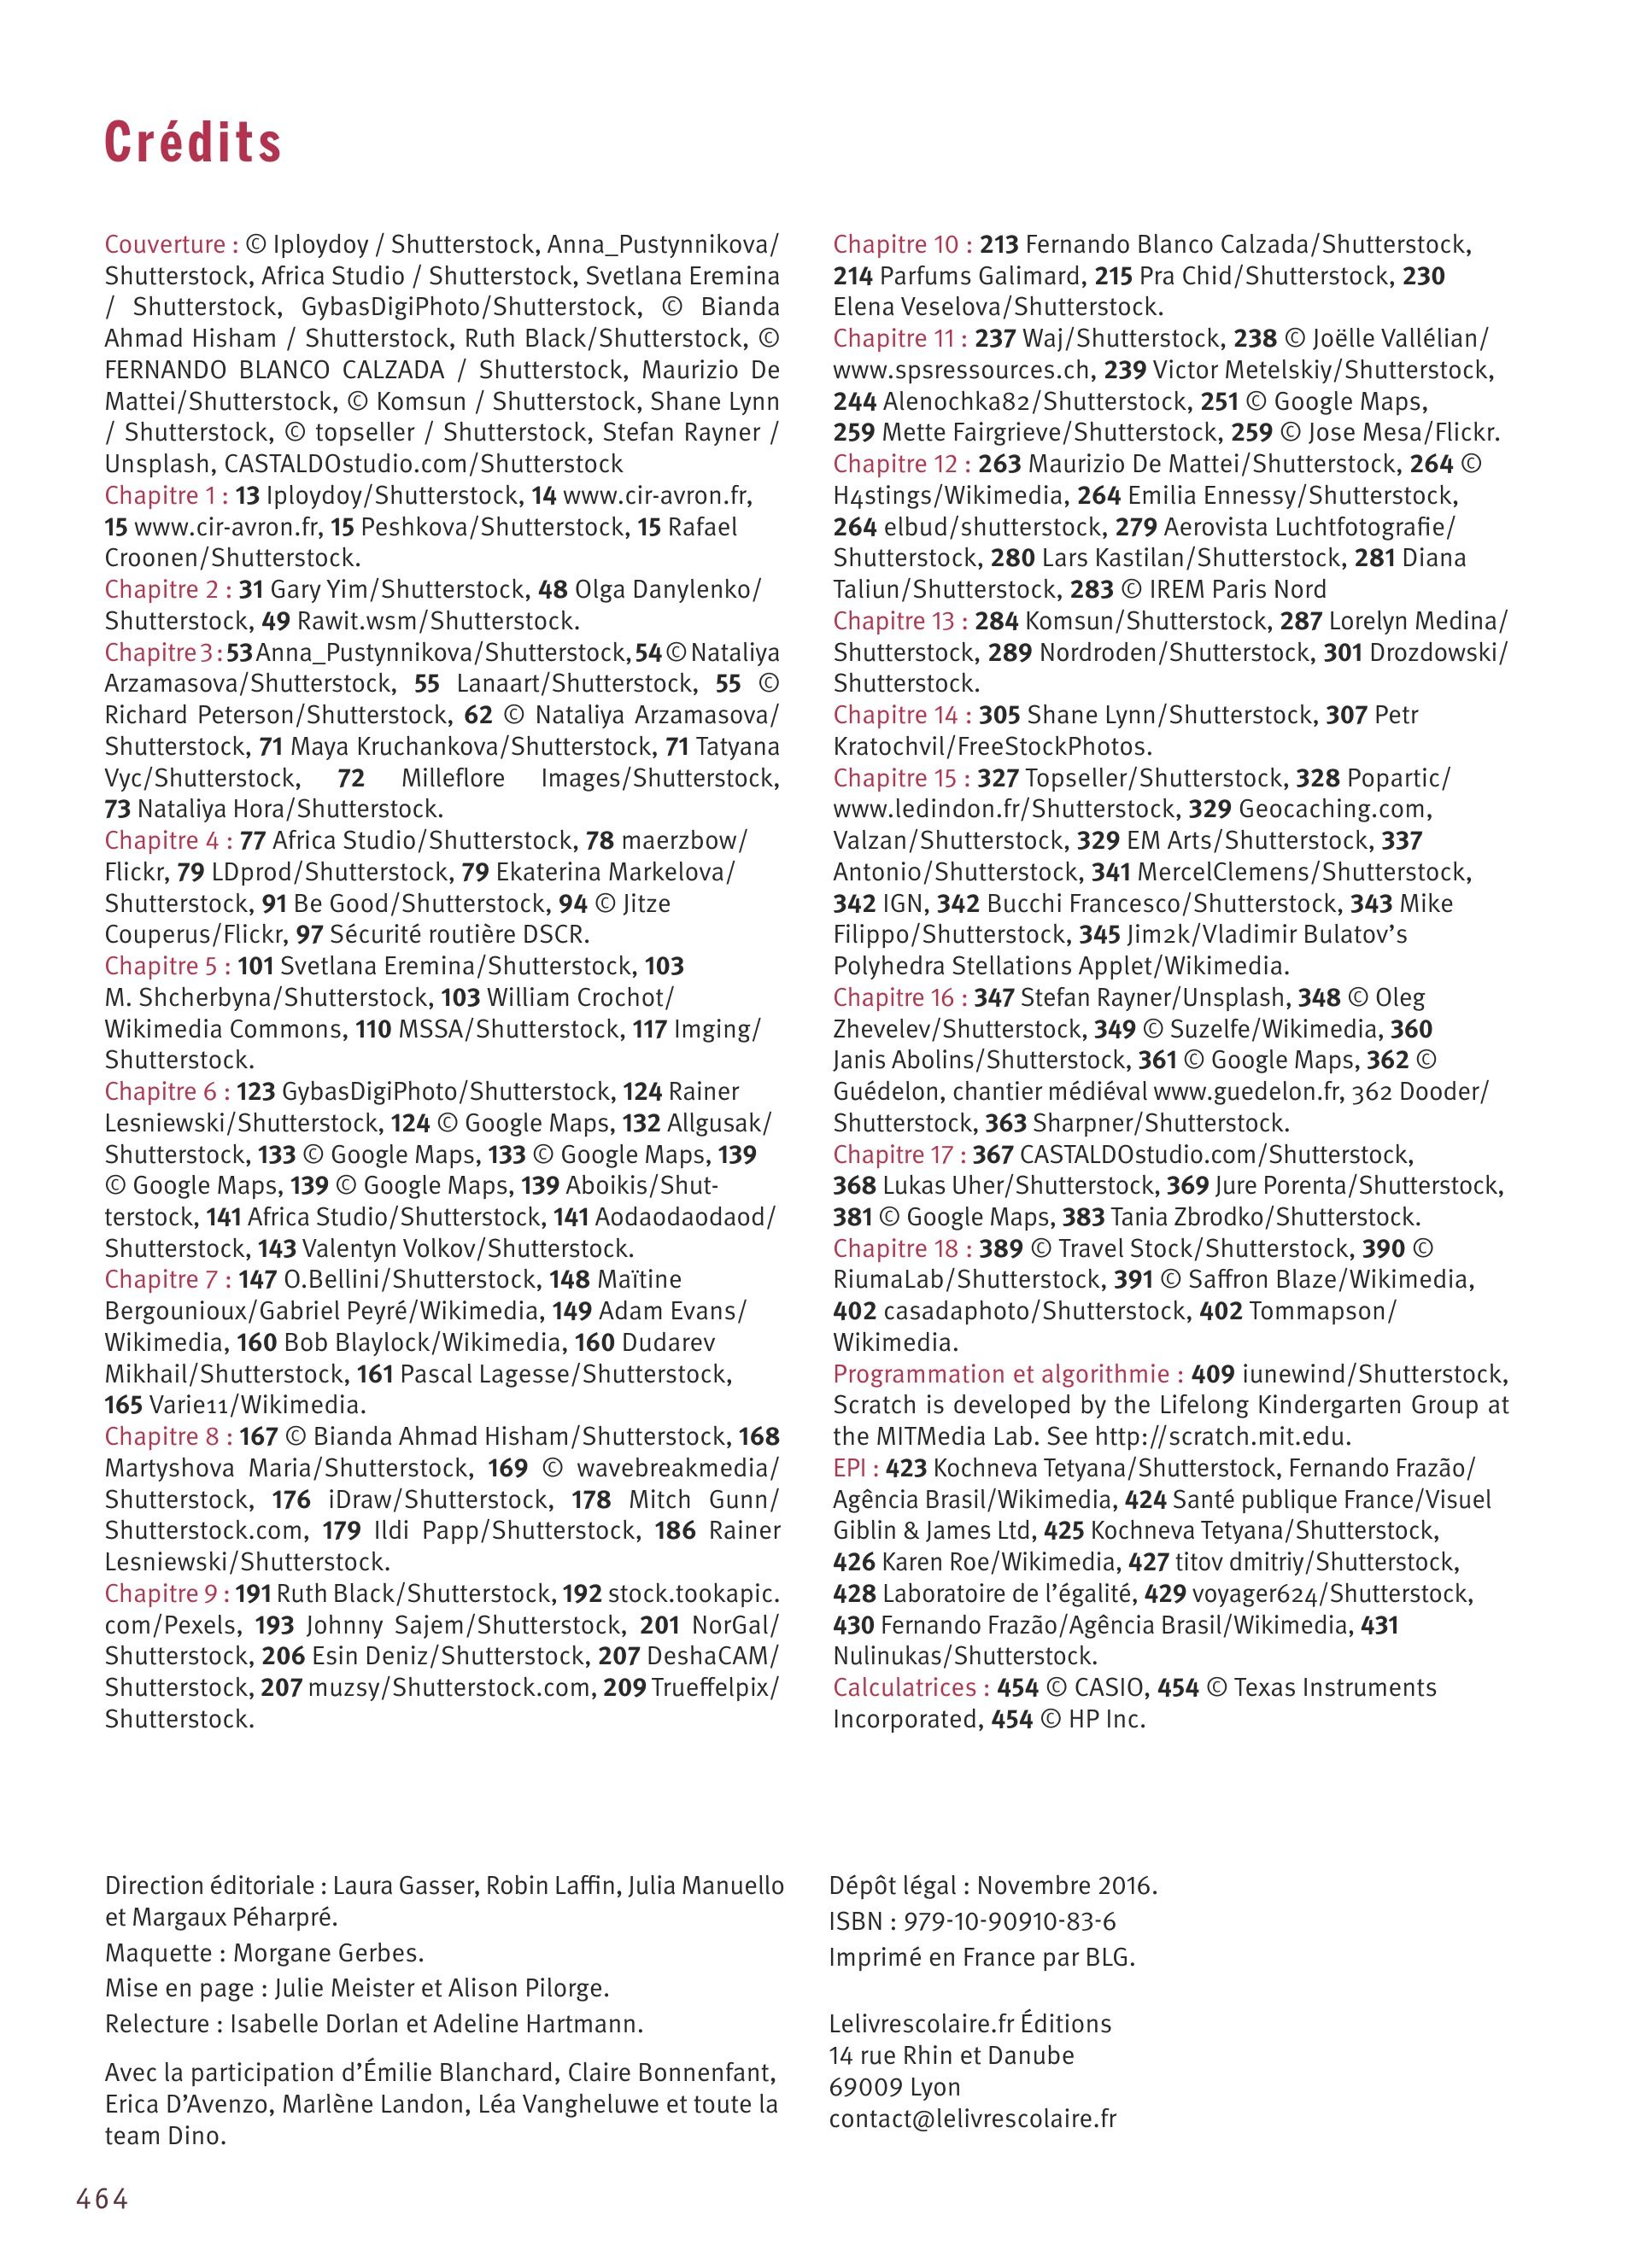 Crédits
Couverture : © Iploydoy / Shutterstock, Anna_Pustynnikova/
Shutterstock, Africa Studio / Shutterstock, Svetlana Eremina
/ Shutterstock, GybasDigiPhoto/Shutterstock, © Bianda
Ahmad Hisham / Shutterstock, Ruth Black/Shutterstock, ©
FERNANDO BLANCO CALZADA / Shutterstock, Maurizio De
Mattei/Shutterstock, © Komsun / Shutterstock, Shane Lynn
/ Shutterstock, © topseller / Shutterstock, Stefan Rayner /
Unsplash, CASTALDOstudio.com/Shutterstock
Chapitre 1 : 13 Iploydoy/Shutterstock, 14 www.cir-avron.fr,
15 www.cir-avron.fr, 15 Peshkova/Shutterstock, 15 Rafael
Croonen/Shutterstock.
Chapitre 2 : 31 Gary Yim/Shutterstock, 48 Olga Danylenko/
Shutterstock, 49 Rawit.wsm/Shutterstock.
Chapitre 3 : 53 Anna_Pustynnikova/Shutterstock, 54 © Nataliya
Arzamasova/Shutterstock, 55 Lanaart/Shutterstock, 55 ©
Richard Peterson/Shutterstock, 62 © Nataliya Arzamasova/
Shutterstock, 71 Maya Kruchankova/Shutterstock, 71 Tatyana
Vyc/Shutterstock, 72 Milleflore Images/Shutterstock,
73 Nataliya Hora/Shutterstock.
Chapitre 4 : 77 Africa Studio/Shutterstock, 78 maerzbow/
Flickr, 79 LDprod/Shutterstock, 79 Ekaterina Markelova/
Shutterstock, 91 Be Good/Shutterstock, 94 © Jitze
Couperus/Flickr, 97 Sécurité routière DSCR.
Chapitre 5 : 101 Svetlana Eremina/Shutterstock, 103
M. Shcherbyna/Shutterstock, 103 William Crochot/
Wikimedia Commons, 110 MSSA/Shutterstock, 117 Imging/
Shutterstock.
Chapitre 6 : 123 GybasDigiPhoto/Shutterstock, 124 Rainer
Lesniewski/Shutterstock, 124 © Google Maps, 132 Allgusak/
Shutterstock, 133 © Google Maps, 133 © Google Maps, 139
© Google Maps, 139 © Google Maps, 139 Aboikis/Shut-
terstock, 141 Africa Studio/Shutterstock, 141 Aodaodaodaod/
Shutterstock, 143 Valentyn Volkov/Shutterstock.
Chapitre 7 : 147 O.Bellini/Shutterstock, 148 Maïtine
Bergounioux/Gabriel Peyré/Wikimedia, 149 Adam Evans/
Wikimedia, 160 Bob Blaylock/Wikimedia, 160 Dudarev
Mikhail/Shutterstock, 161 Pascal Lagesse/Shutterstock,
165 Varie11/Wikimedia.
Chapitre 8 : 167 © Bianda Ahmad Hisham/Shutterstock, 168
Martyshova Maria/Shutterstock, 169 © wavebreakmedia/
Shutterstock, 176 iDraw/Shutterstock, 178 Mitch Gunn/
Shutterstock.com, 179 Ildi Papp/Shutterstock, 186 Rainer
Lesniewski/Shutterstock.
Chapitre 9 : 191 Ruth Black/Shutterstock, 192 stock.tookapic.
com/Pexels, 193 Johnny Sajem/Shutterstock, 201 NorGal/
Shutterstock, 206 Esin Deniz/Shutterstock, 207 DeshaCAM/
Shutterstock, 207 muzsy/Shutterstock.com, 209 Trueffelpix/
Shutterstock.
Chapitre 10 : 213 Fernando Blanco Calzada/Shutterstock,
214 Parfums Galimard, 215 Pra Chid/Shutterstock, 230
Elena Veselova/Shutterstock.
Chapitre 11 : 237 Waj/Shutterstock, 238 © Joëlle Vallélian/
www.spsressources.ch, 239 Victor Metelskiy/Shutterstock,
244 Alenochka82/Shutterstock, 251 © Google Maps,
259 Mette Fairgrieve/Shutterstock, 259 © Jose Mesa/Flickr.
Chapitre 12 : 263 Maurizio De Mattei/Shutterstock, 264 ©
H4stings/Wikimedia, 264 Emilia Ennessy/Shutterstock,
264 elbud/shutterstock, 279 Aerovista Luchtfotografie/
Shutterstock, 280 Lars Kastilan/Shutterstock, 281 Diana
Taliun/Shutterstock, 283 © IREM Paris Nord
Chapitre 13 : 284 Komsun/Shutterstock, 287 Lorelyn Medina/
Shutterstock, 289 Nordroden/Shutterstock, 301 Drozdowski/
Shutterstock.
Chapitre 14 : 305 Shane Lynn/Shutterstock, 307 Petr
Kratochvil/FreeStockPhotos.
Chapitre 15 : 327 Topseller/Shutterstock, 328 Popartic/
www.ledindon.fr/Shutterstock, 329 Geocaching.com,
Valzan/Shutterstock, 329 EM Arts/Shutterstock, 337
Antonio/Shutterstock, 341 MercelClemens/Shutterstock,
342 IGN, 342 Bucchi Francesco/Shutterstock, 343 Mike
Filippo/Shutterstock, 345 Jim2k/Vladimir Bulatov’s
Polyhedra Stellations Applet/Wikimedia.
Chapitre 16 : 347 Stefan Rayner/Unsplash, 348 © Oleg
Zhevelev/Shutterstock, 349 © Suzelfe/Wikimedia, 360
Janis Abolins/Shutterstock, 361 © Google Maps, 362 ©
Guédelon, chantier médiéval www.guedelon.fr, 362 Dooder/
Shutterstock, 363 Sharpner/Shutterstock.
Chapitre 17 : 367 CASTALDOstudio.com/Shutterstock,
368 Lukas Uher/Shutterstock, 369 Jure Porenta/Shutterstock,
381 © Google Maps, 383 Tania Zbrodko/Shutterstock.
Chapitre 18 : 389 © Travel Stock/Shutterstock, 390 ©
RiumaLab/Shutterstock, 391 © Saffron Blaze/Wikimedia,
402 casadaphoto/Shutterstock, 402 Tommapson/
Wikimedia.
Programmation et algorithmie : 409 iunewind/Shutterstock,
Scratch is developed by the Lifelong Kindergarten Group at
the MITMedia Lab. See http://scratch.mit.edu.
EPI : 423 Kochneva Tetyana/Shutterstock, Fernando Frazão/
Agência Brasil/Wikimedia, 424 Santé publique France/Visuel
Giblin & James Ltd, 425 Kochneva Tetyana/Shutterstock,
426 Karen Roe/Wikimedia, 427 titov dmitriy/Shutterstock,
428 Laboratoire de l’égalité, 429 voyager624/Shutterstock,
430 Fernando Frazão/Agência Brasil/Wikimedia, 431
Nulinukas/Shutterstock.
Calculatrices : 454 © CASIO, 454 © Texas Instruments
Incorporated, 454 © HP Inc.
Direction éditoriale : Laura Gasser, Robin Laffin, Julia Manuello
et Margaux Péharpré.
Maquette : Morgane Gerbes.
Mise en page : Julie Meister et Alison Pilorge.
Relecture : Isabelle Dorlan et Adeline Hartmann.
Avec la participation d’Émilie Blanchard, Claire Bonnenfant,
Erica D’Avenzo, Marlène Landon, Léa Vangheluwe et toute la
team Dino.
Dépôt légal : Novembre 2016.
ISBN : 979-10-90910-83-6
Imprimé en France par BLG.
Lelivrescolaire.fr Éditions
14 rue Rhin et Danube
69009 Lyon
contact@lelivrescolaire.fr
464